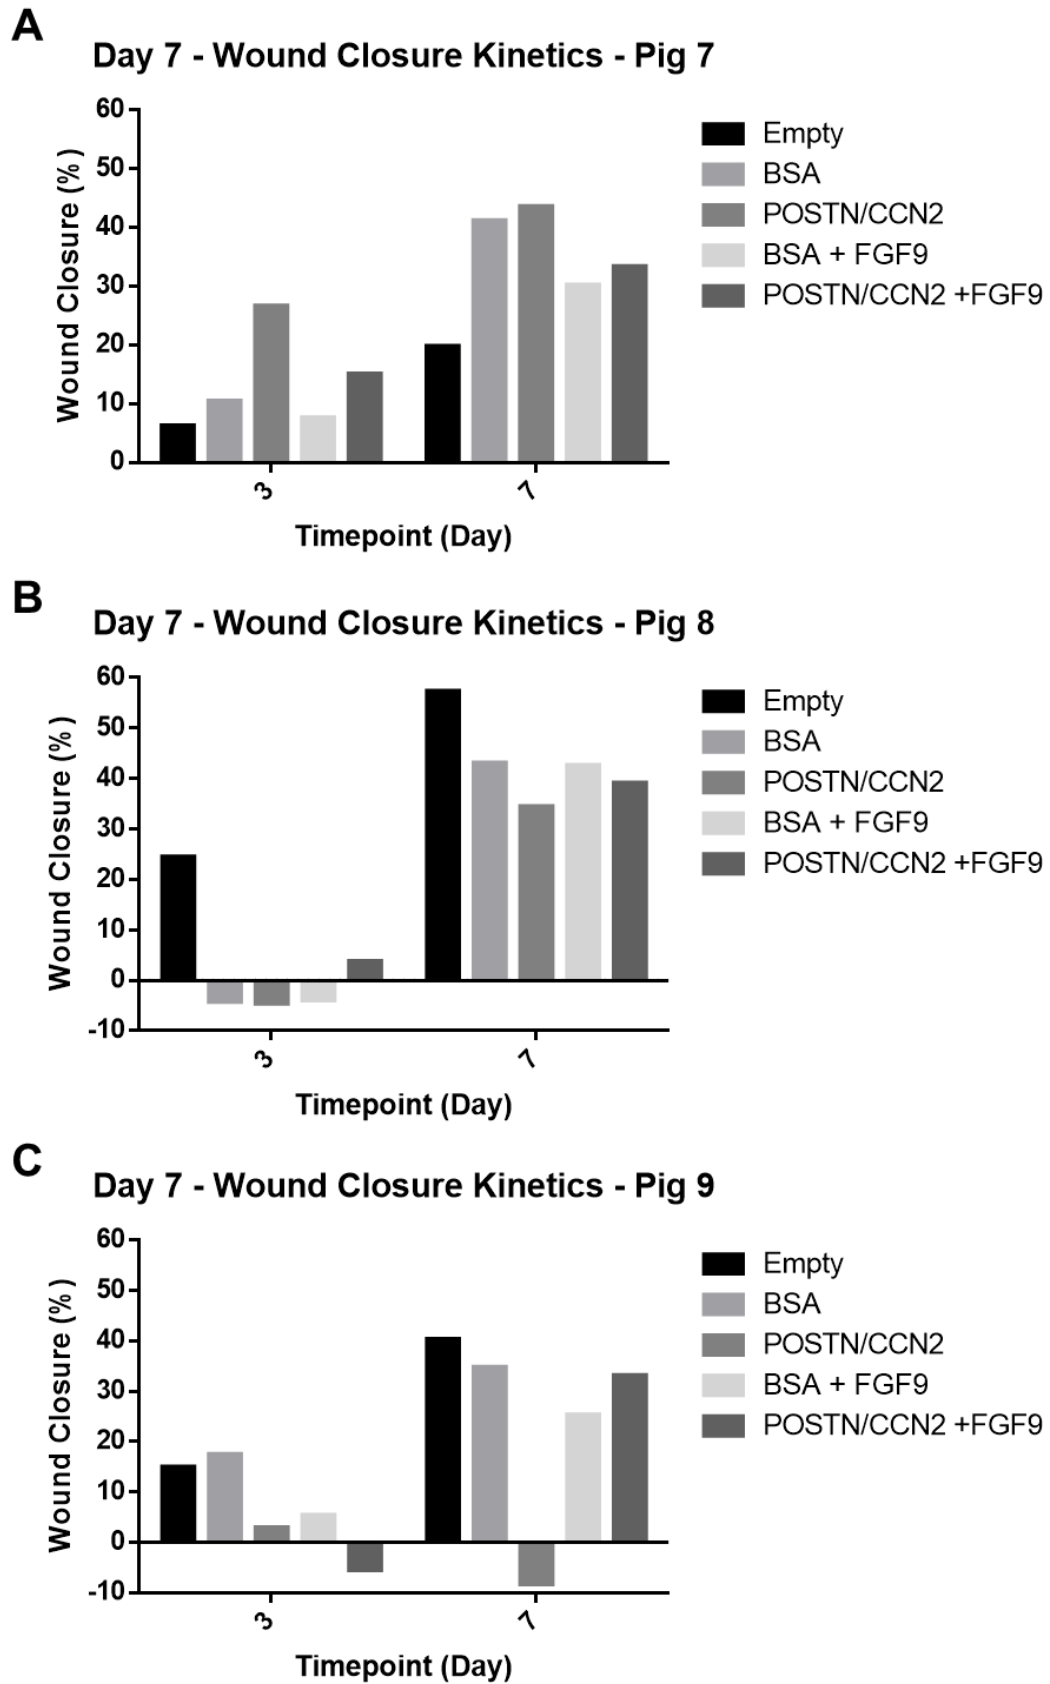 A
Day 7 - Wound Closure Kinetics - Pig 7
Wound Closure (%)
60
50
40
30
20
10
0
3
7
Timepoint (Day)
Empty
BSA
POSTN/CCN2
BSA + FGF9
POSTN/CCN2 +FGF9
B
Day 7 - Wound Closure Kinetics - Pig 8
Wound Closure (%)
60
50
40
30
20
10
0
-10
3
7
Timepoint (Day)
Empty
BSA
POSTN/CCN2
BSA + FGF9
POSTN/CCN2 +FGF9
C
Day 7 - Wound Closure Kinetics - Pig 9
Wound Closure (%)
60
50
40
30
20
10
0
-10
3
7
Timepoint (Day)
Empty
BSA
POSTN/CCN2
BSA + FGF9
POSTN/CCN2 +FGF9